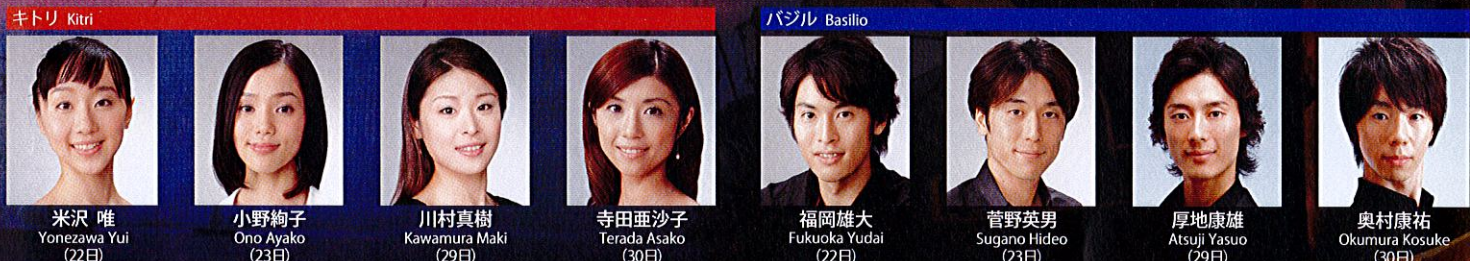 キトリ Kitri
米沢 唯
Yonezawa Yui
(22日)
小野絢子
Ono Ayako
(23日)
川村真樹
Kawamura Maki
(29日)
寺田亜沙子
Terada Asako
(30日)
バジル Basilio
福岡雄大
Fukuoka Yudai
(22日)
菅野英男
Sugano Hideo
(23日)
厚地康雄
Atsuji Yasuo
(29日)
奥村康祐
Okumura Kosuke
(30日)